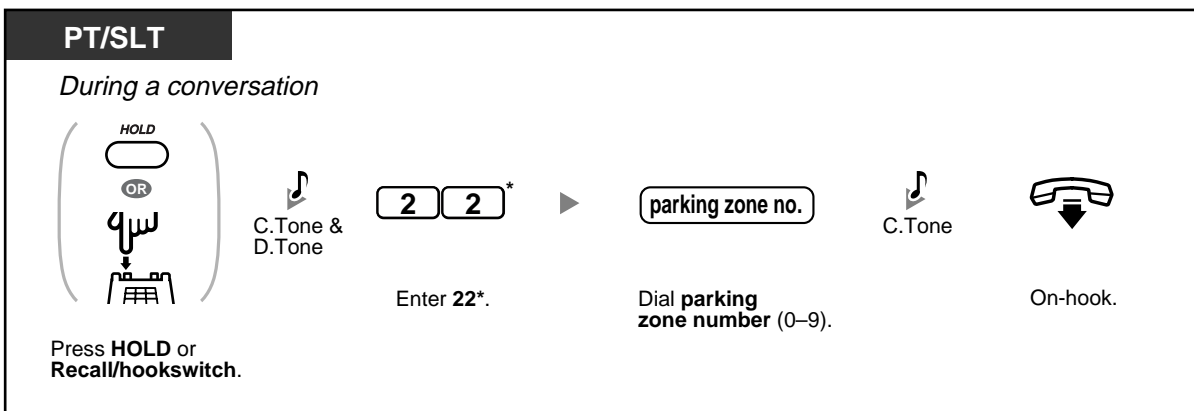 PT/SLT
During a conversation
HOLD
OR
C.Tone &
D.Tone
2 2*
parking zone no.
C.Tone
Enter 22*.
Dial parking
zone number (0–9).
On-hook.
Press HOLD or
Recall/hookswitch.